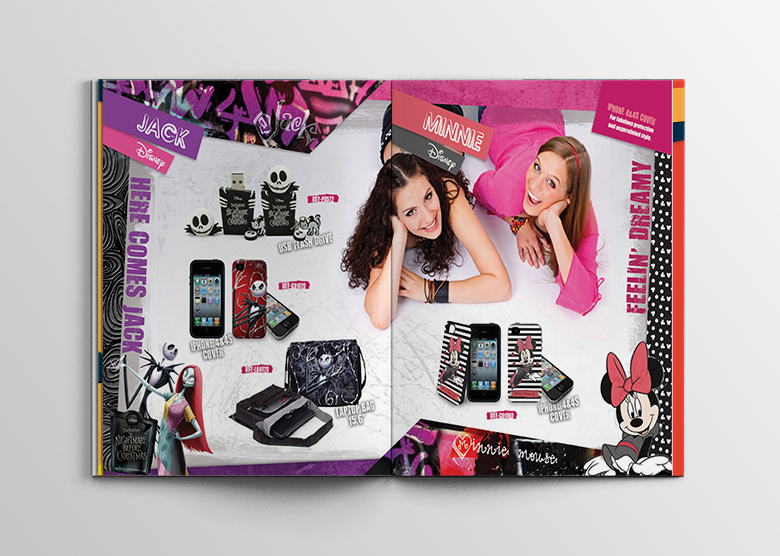 JACK
Disney
Jack
HERE COMES JACK
USB FLASH DRIVE
IPHONE 4&4S
COVER
LAPTOP BAG
15.6"
Disney
NIGHTMARE
BEFORE
CHRISTMAS
MINNIE
Disney
IPHONE 4&4S COVER
For fabulous protection
and unparalleled style.
FEELIN' DREAMY
IPHONE 4&4S
COVER
Minnie mouse